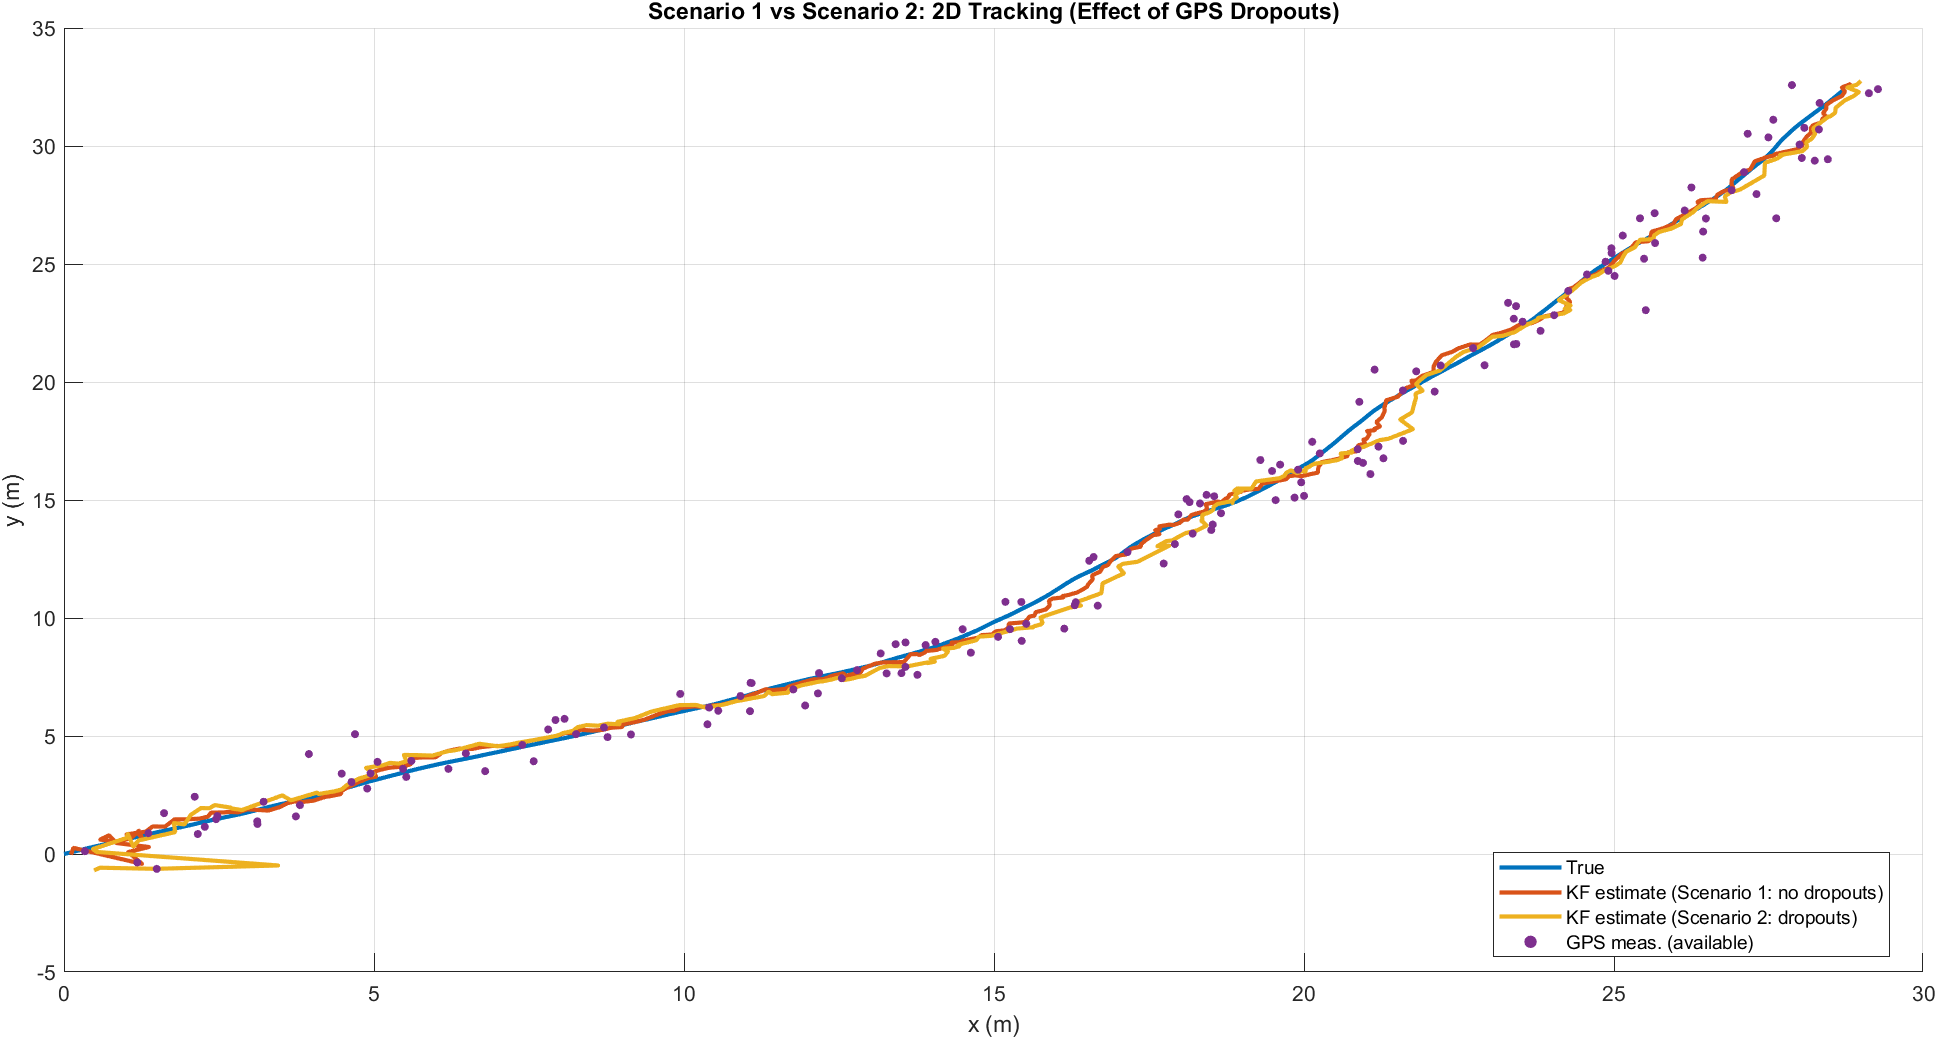 Scenario 1 vs Scenario 2: 2D Tracking (Effect of GPS Dropouts)
35
30
25
20
15
10
5
0
-5
y (m)
0 5 10 15 20 25 30
x (m)
True
KF estimate (Scenario 1: no dropouts)
KF estimate (Scenario 2: dropouts)
GPS meas. (available)